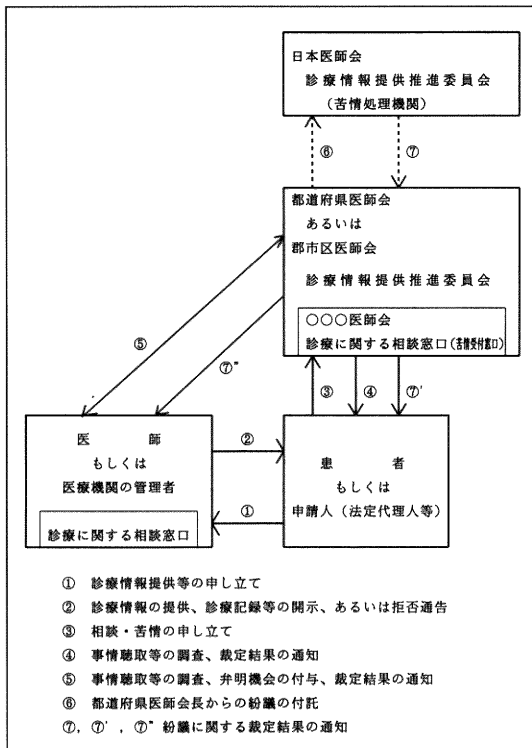 日本医師会
診療情報提供推進委員会
(苦情処理機関)
⑥
⑦
都道府県医師会
あるいは
郡市区医師会
診療情報提供推進委員会
〇〇〇医師会
診療に関する相談窓口(苦情受付窓口)
⑤
⑦"
③
④
⑦'
医 師
もしくは
医療機関の管理者
診療に関する相談窓口
②
①
患 者
もしくは
申請人(法定代理人等)
① 診療情報提供等の申し立て
② 診療情報の提供、診療記録等の開示、あるいは拒否通告
③ 相談・苦情の申し立て
④ 事情聴取等の調査、裁定結果の通知
⑤ 事情聴取等の調査、弁明機会の付与、裁定結果の通知
⑥ 都道府県医師会長からの紛議の付託
⑦, ⑦', ⑦" 紛議に関する裁定結果の通知